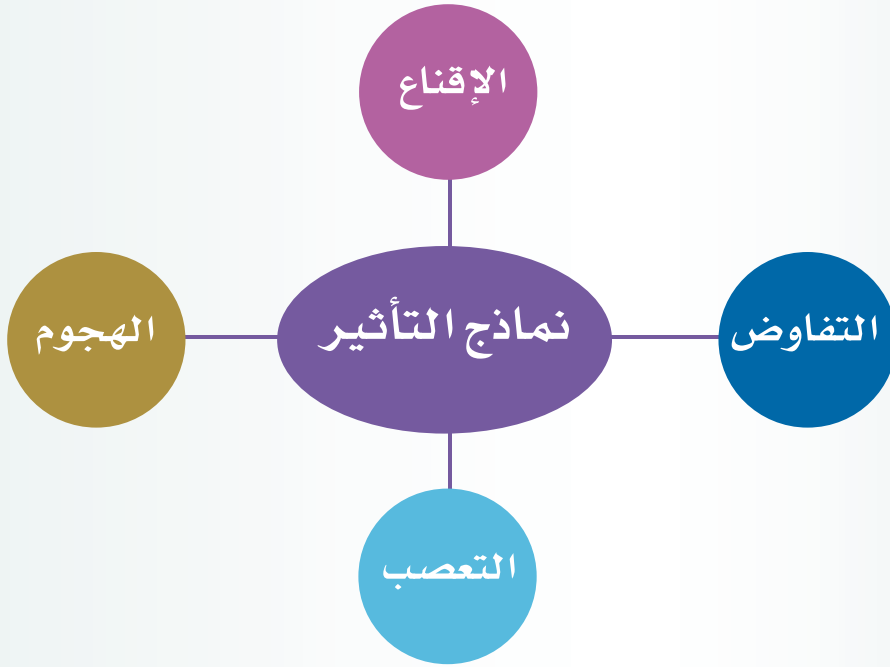 الإقناع
التفاوض
نماذج التأثير
الهجوم
التعصب